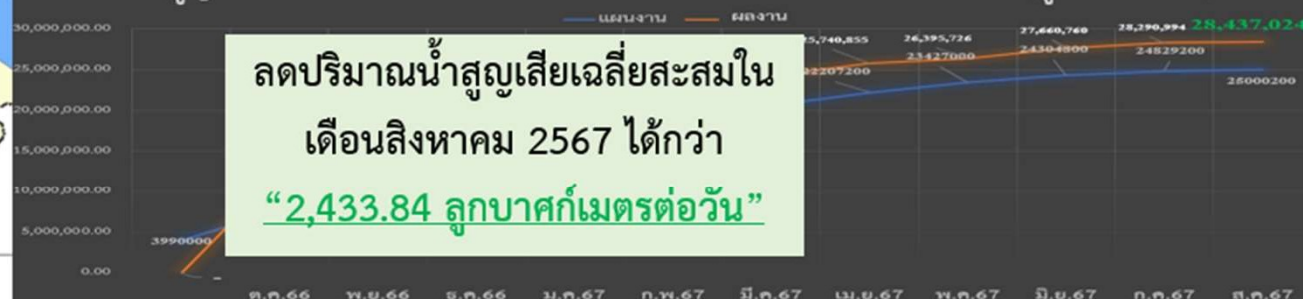 แผนงาน ผลงาน
30,000,000.00
25,000,000.00
20,000,000.00
15,000,000.00
10,000,000.00
5,000,000.00
0.00
3990000
ลดปริมาณน้ำสูญเสียเฉลี่ยสะสมใน
เดือนสิงหาคม 2567 ได้กว่า
“2,433.84 ลูกบาศก์เมตรต่อวัน”
25,740,855 26,395,726 27,660,760 28,290,994 28,437,024
22207200 23427000 24304800 24829200 25000200
ต.ค.66 พ.ย.66 ธ.ค.66 ม.ค.67 ก.พ.67 มี.ค.67 เม.ย.67 พ.ค.67 มิ.ย.67 ก.ค.67 ส.ค.67